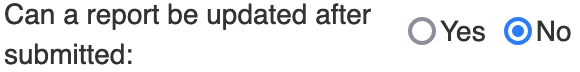 Can a report be updated after Yes No
submitted: